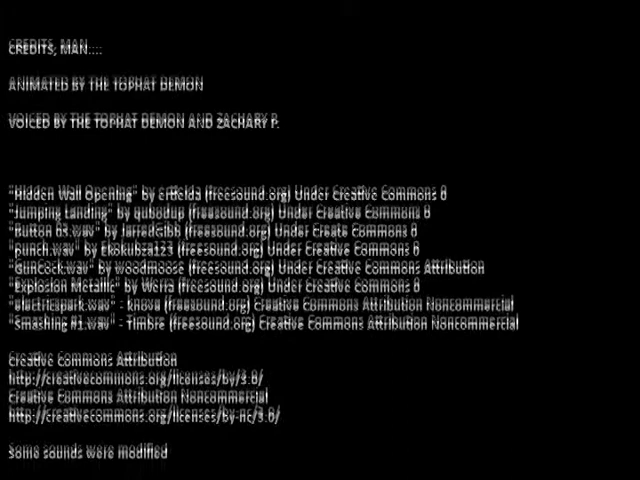 CREDITS, MAN....
ANIMATED BY THE TOPHAT DEMON
VOICED BY THE TOPHAT DEMON AND ZACHARY P.
"Hidden Wall Opening" by ertfelda (freesound.org) Under Creative Commons 0
"Jumping Landing" by qubodup (freesound.org) Under Creative Commons 0
"Button 03.wav" by JarredGibb (freesound.org) Under Create Commons 0
"punch.wav" by Ekokubza123 (freesound.org) Under Creative Commons 0
"GunCock.wav" by woodmoose (freesound.org) Under Creative Commons Attribution
"Explosion Metallic" by Werra (freesound.org) Under Creative Commons 0
"electricspark.wav" - knova (freesound.org) Creative Commons Attribution Noncommercial
"Smashing #1.wav" - Timbre (freesound.org) Creative Commons Attribution Noncommercial
Creative Commons Attribution
http://creativecommons.org/licenses/by/3.0/
Creative Commons Attribution Noncommercial
http://creativecommons.org/licenses/by-nc/3.0/
Some sounds were modified